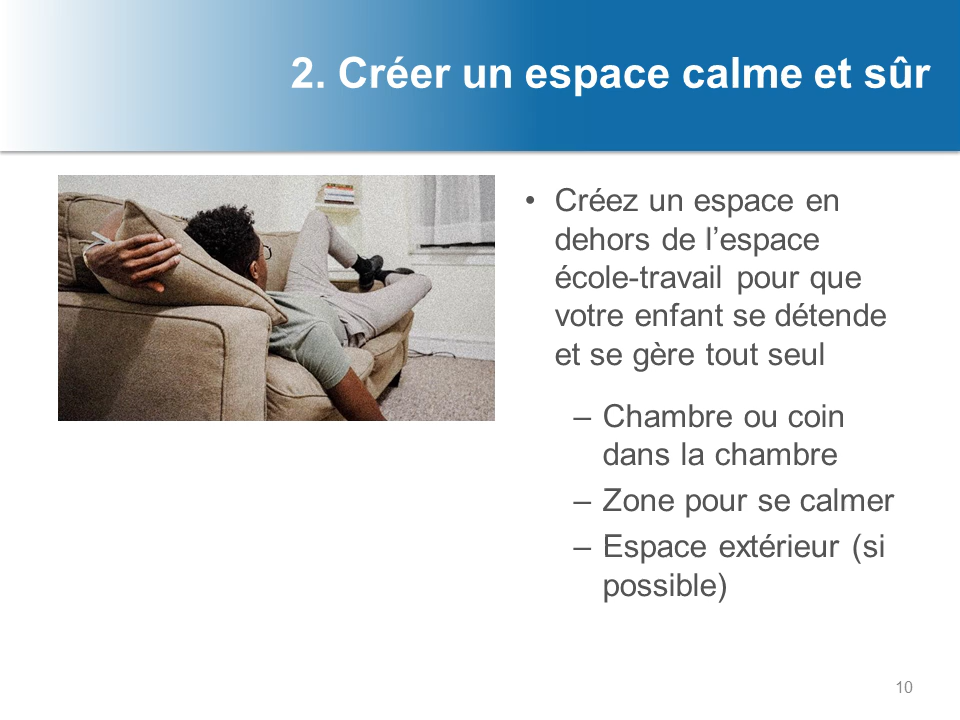 2. Créer un espace calme et sûr
• Créez un espace en
dehors de l’espace
école-travail pour que
votre enfant se détende
et se gère tout seul
– Chambre ou coin
dans la chambre
– Zone pour se calmer
– Espace extérieur (si
possible)
10